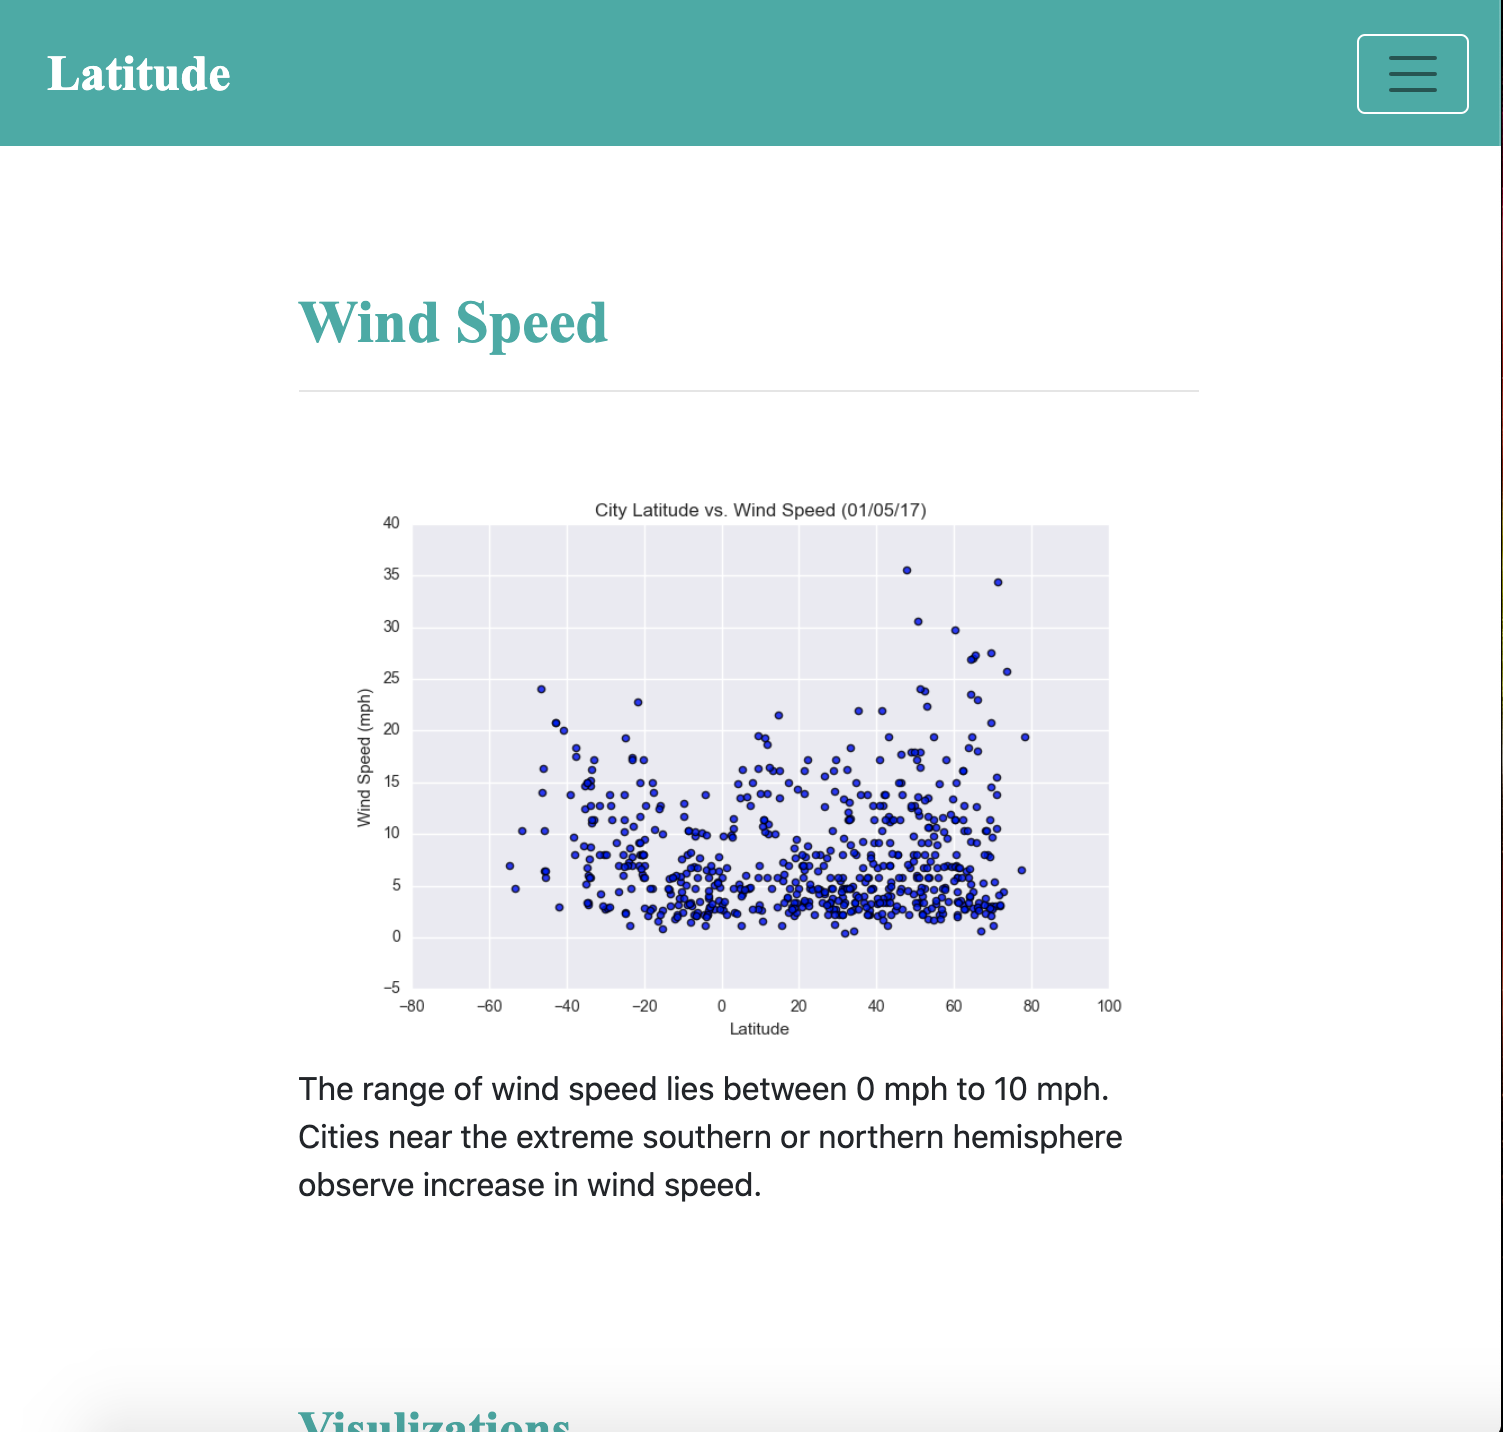 Latitude
Wind Speed
City Latitude vs. Wind Speed (01/05/17)
40
35
30
25
20
15
10
5
0
−5
Wind Speed (mph)
−80 −60 −40 −20 0 20 40 60 80 100
Latitude
The range of wind speed lies between 0 mph to 10 mph.
Cities near the extreme southern or northern hemisphere
observe increase in wind speed.
Visulizations